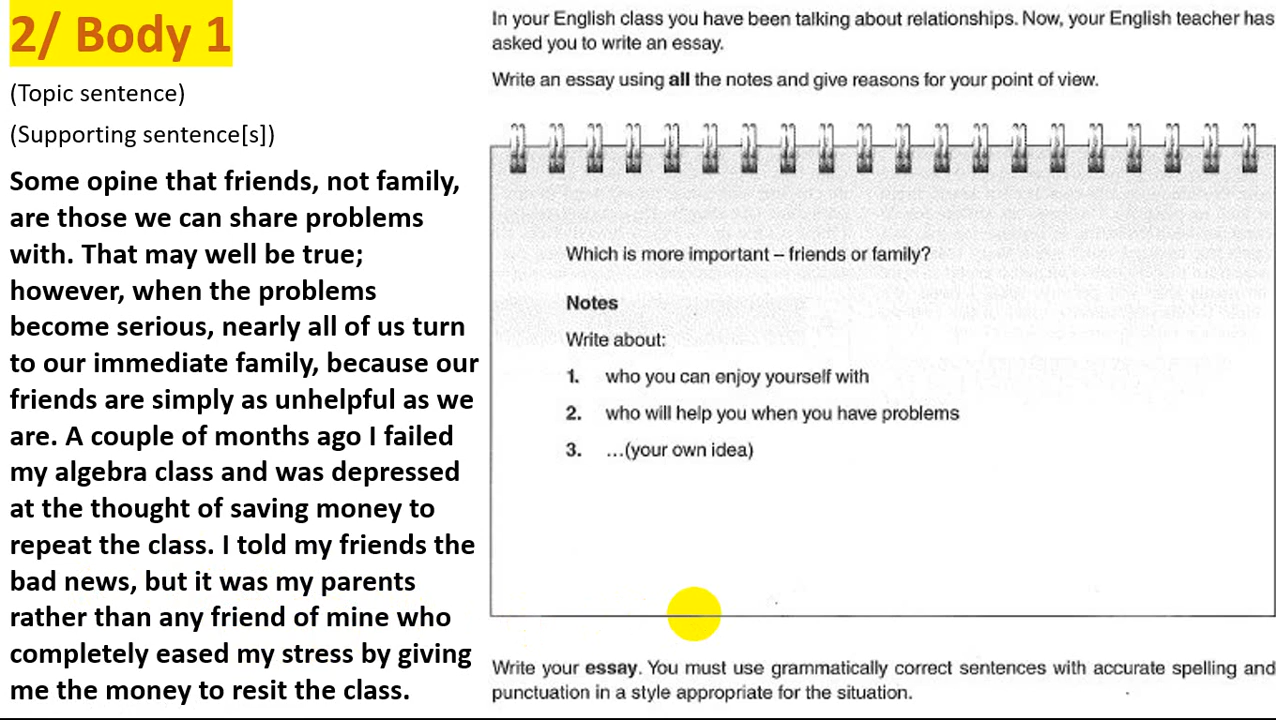 2/ Body 1
(Topic sentence)
(Supporting sentence[s])
Some opine that friends, not family,
are those we can share problems
with. That may well be true;
however, when the problems
become serious, nearly all of us turn
to our immediate family, because our
friends are simply as unhelpful as we
are. A couple of months ago I failed
my algebra class and was depressed
at the thought of saving money to
repeat the class. I told my friends the
bad news, but it was my parents
rather than any friend of mine who
completely eased my stress by giving
me the money to resit the class.
In your English class you have been talking about relationships. Now, your English teacher has
asked you to write an essay.
Write an essay using all the notes and give reasons for your point of view.
Which is more important – friends or family?
Notes
Write about:
1. who you can enjoy yourself with
2. who will help you when you have problems
3. …(your own idea)
Write your essay. You must use grammatically correct sentences with accurate spelling and
punctuation in a style appropriate for the situation.